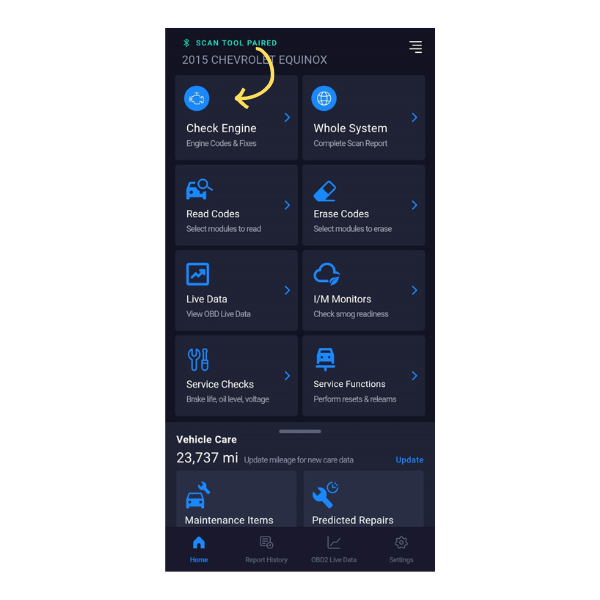 SCAN TOOL PAIRED
2015 CHEVROLET EQUINOX
Check Engine
Engine Codes & Fixes
Whole System
Complete Scan Report
Read Codes
Select modules to read
Erase Codes
Select modules to erase
Live Data
View OBD Live Data
I/M Monitors
Check smog readiness
Service Checks
Brake life, oil level, voltage
Service Functions
Perform resets & relearns
Vehicle Care
23,737 mi Update mileage for new care data Update
Maintenance Items
Predicted Repairs
Home Report History OBD2 Live Data Settings